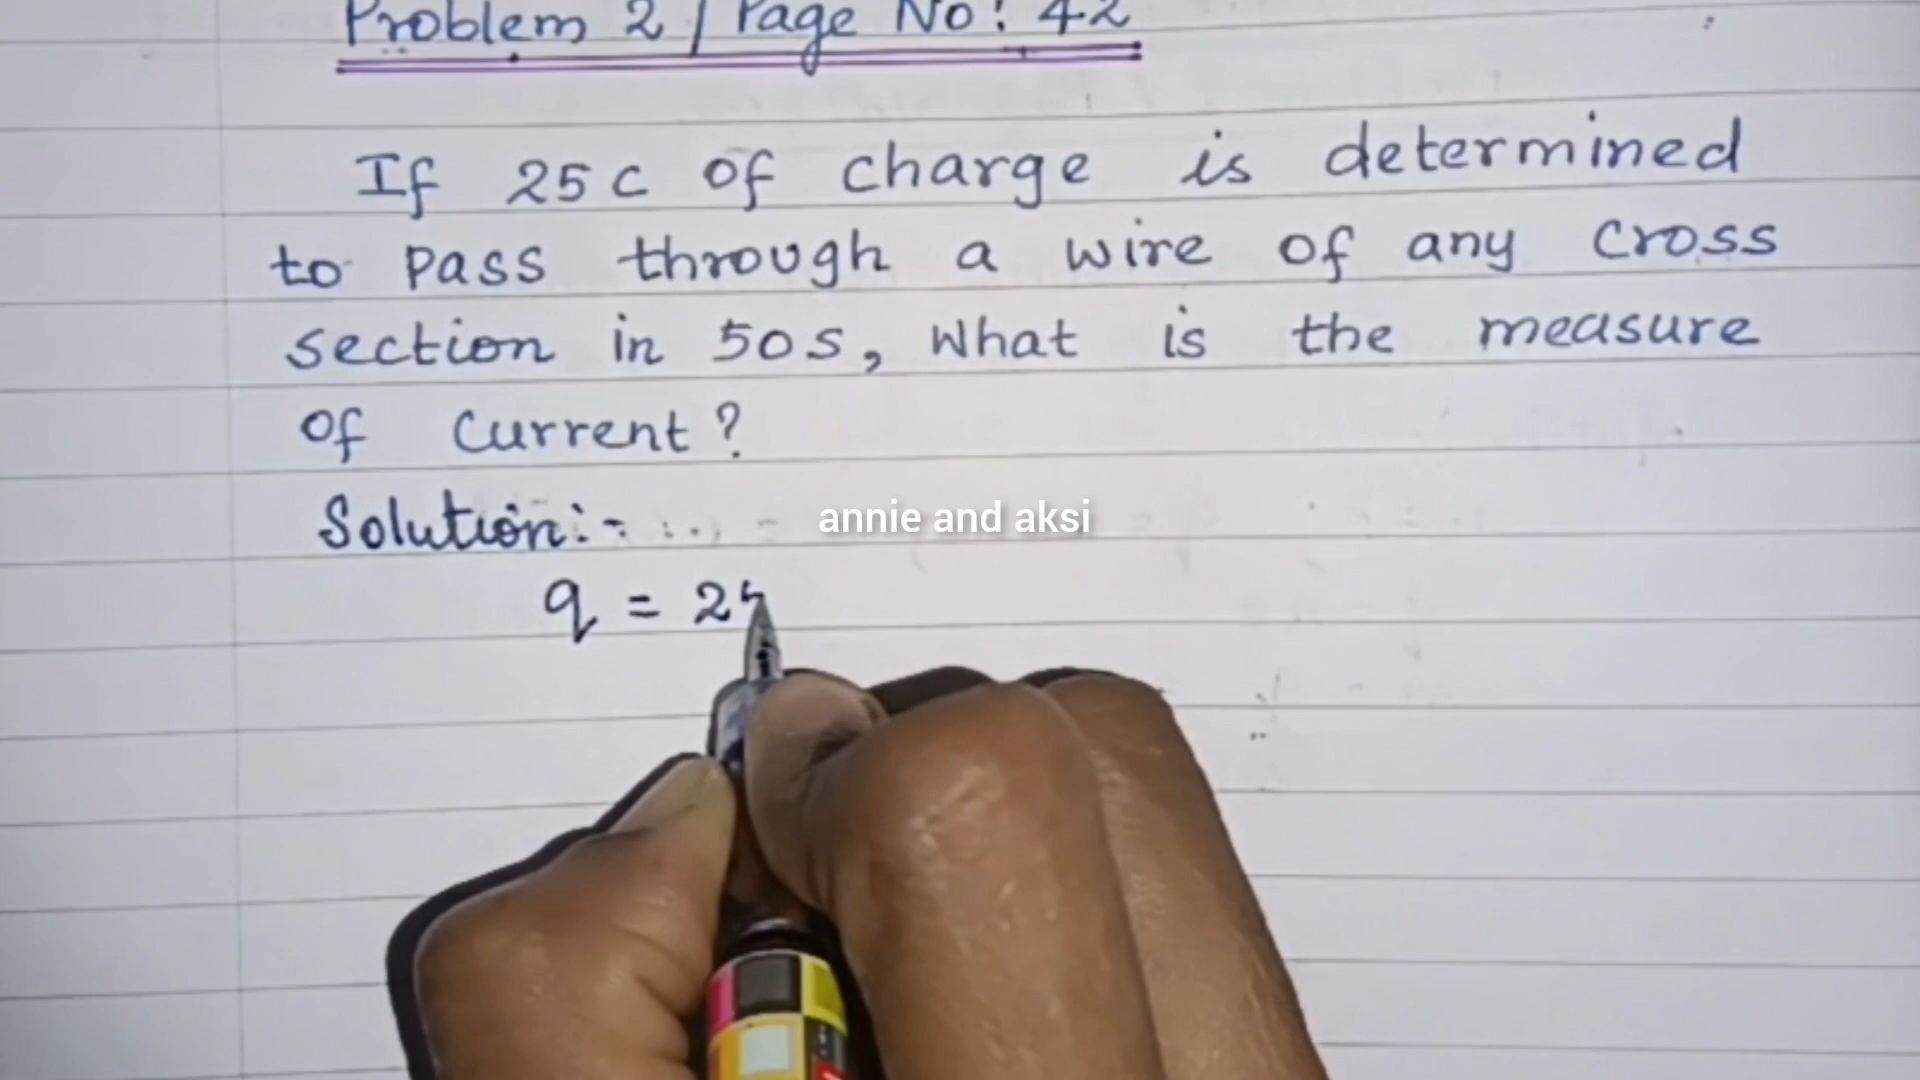 Problem 2 / Page No: 42
If 25c of charge is determined
to pass through a wire of any cross
section in 50s, What is the measure
of current?
Solution:-
annie and aksi
q = 2